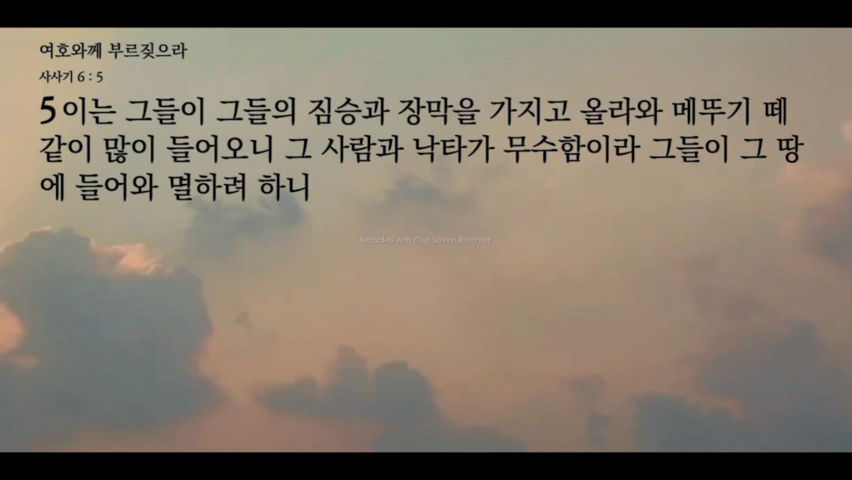 여호와께 부르짖으라
사사기 6 : 5
5 이는 그들이 그들의 짐승과 장막을 가지고 올라와 메뚜기 떼
같이 많이 들어오니 그 사람과 낙타가 무수함이라 그들이 그 땅
에 들어와 멸하려 하니
Recorded with iTop Screen Recorder